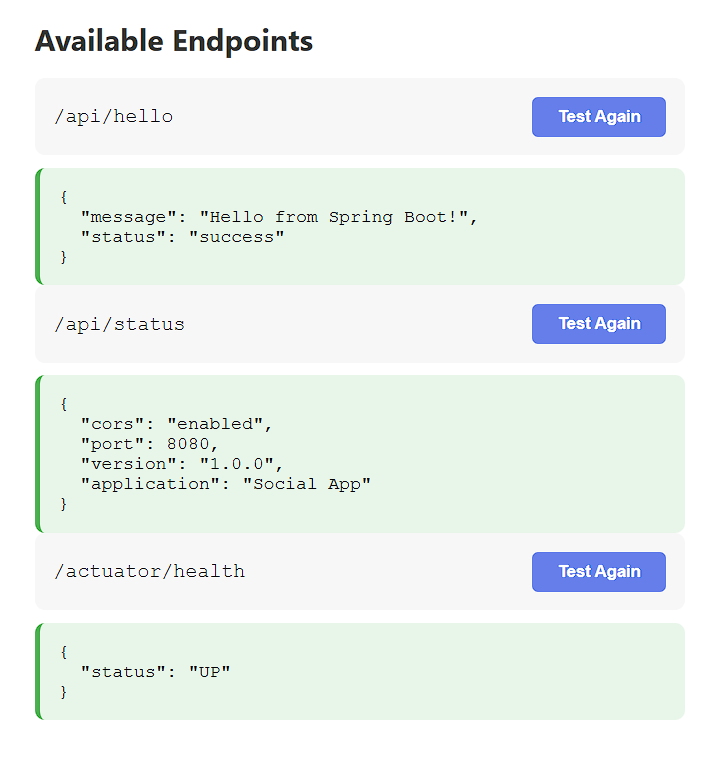 Available Endpoints
/api/hello
Test Again
{
  "message": "Hello from Spring Boot!",
  "status": "success"
}
/api/status
Test Again
{
  "cors": "enabled",
  "port": 8080,
  "version": "1.0.0",
  "application": "Social App"
}
/actuator/health
Test Again
{
  "status": "UP"
}